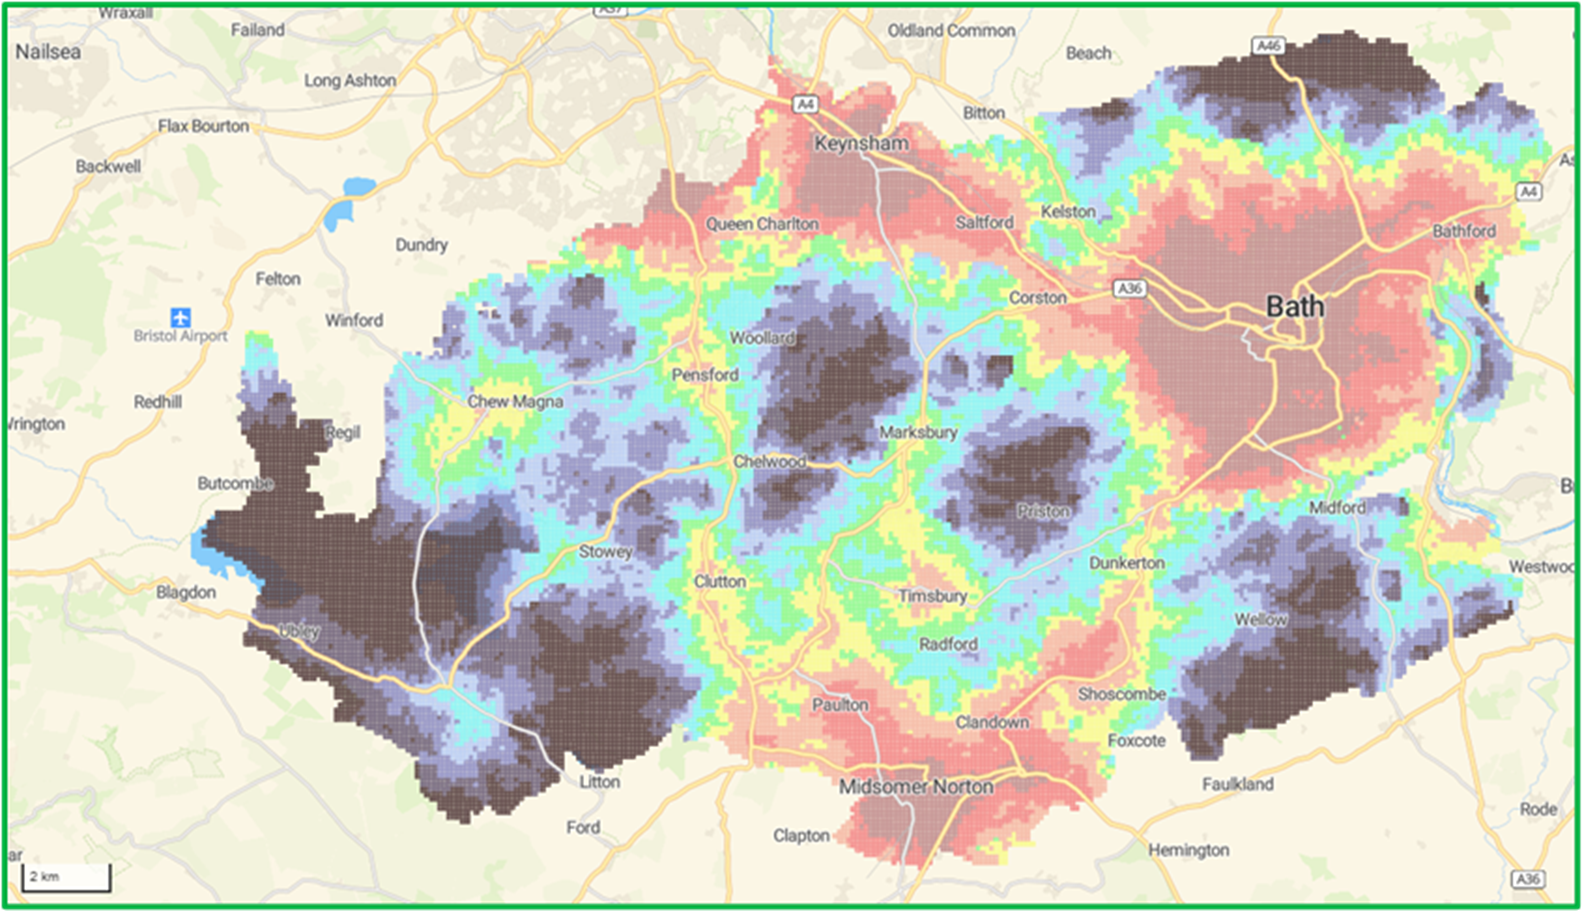 Wraxall
A37
Failand
Oldland Common
Nailsea
A46
Beach
Long Ashton
A4
Bitton
Flax Bourton
Keynsham
Backwell
A4
Kelston
Queen Charlton
Saltford
Bathford
Dundry
Felton
A36
Corston
Bath
Winford
Bristol Airport
Woollard
Pensford
Redhill
Chew Magna
Wrington
Regil
Marksbury
Chelwood
Butcombe
Priston
Midford
Stowey
Dunkerton
Westwoo
Clutton
Blagdon
Timsbury
Ubley
Wellow
Radford
Shoscombe
Paulton
Clandown
Foxcote
Litton
Midsomer Norton
Faulkland
Rode
Ford
Clapton
Hemington
ar
2 km
A36